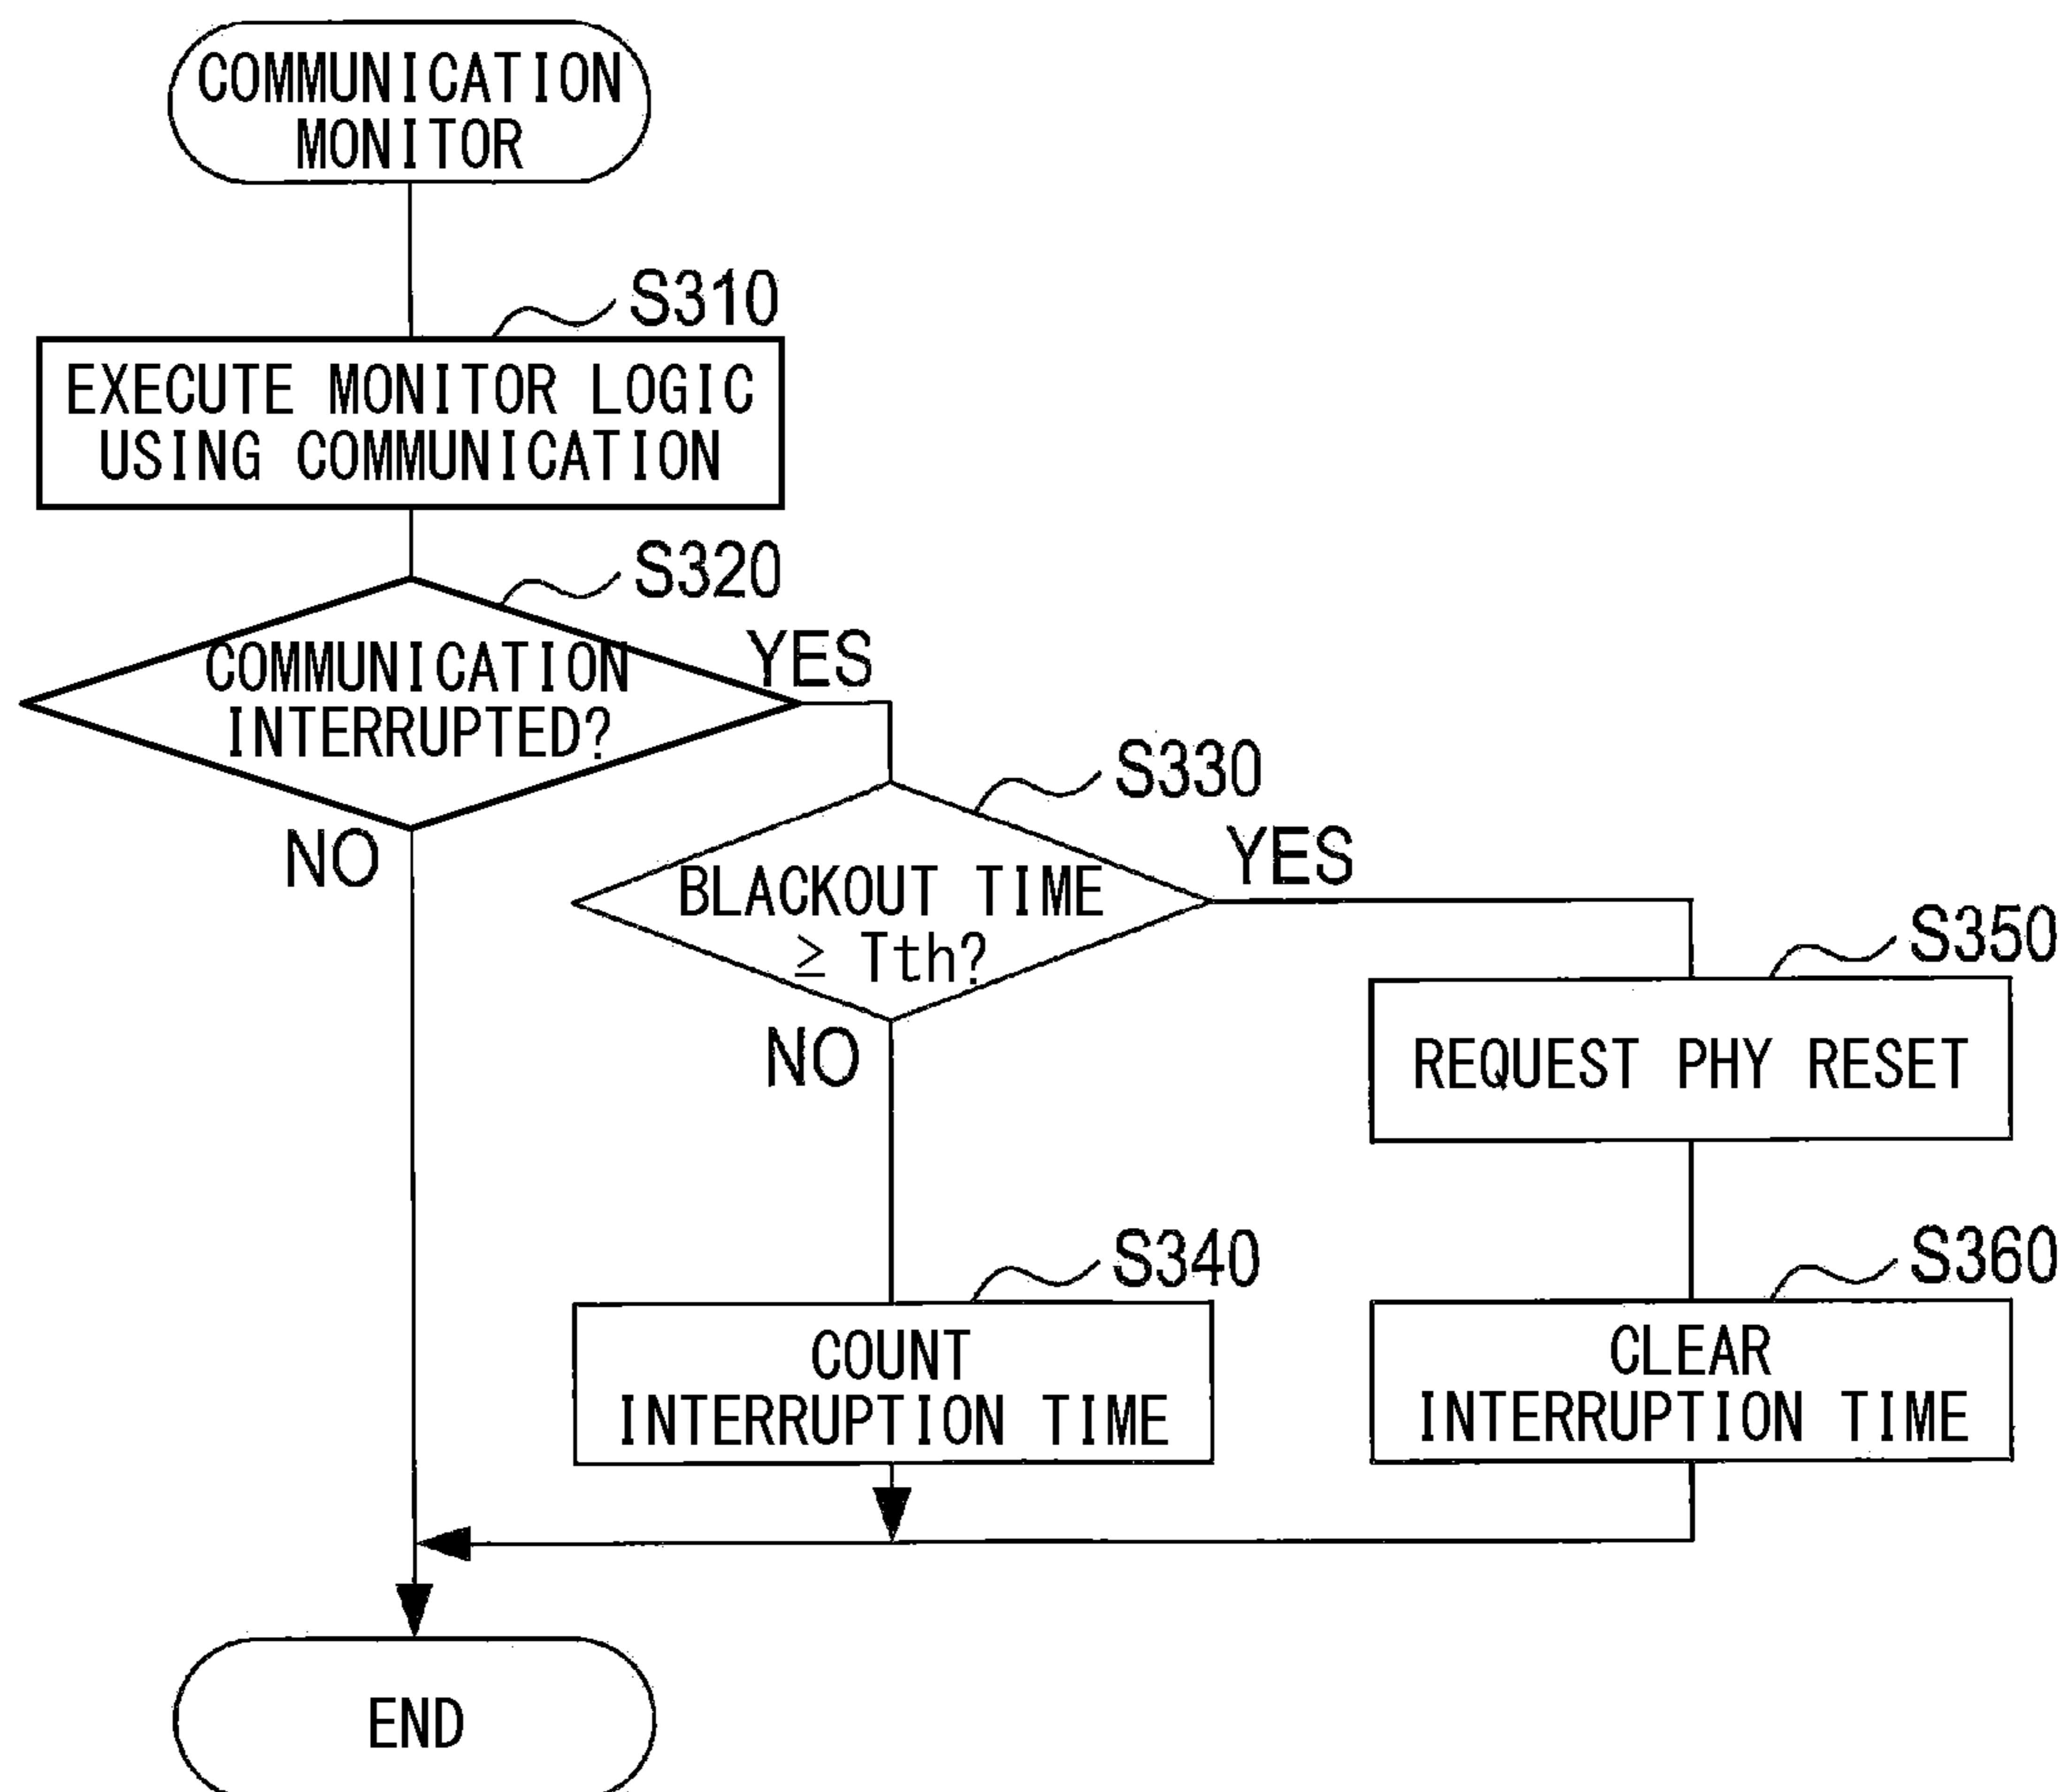 COMMUNICATION
MONITOR
S310
EXECUTE MONITOR LOGIC
USING COMMUNICATION
S320
COMMUNICATION
INTERRUPTED?
YES
NO
S330
BLACKOUT TIME
≥ Tth?
YES
NO
S350
REQUEST PHY RESET
S340
COUNT
INTERRUPTION TIME
S360
CLEAR
INTERRUPTION TIME
END